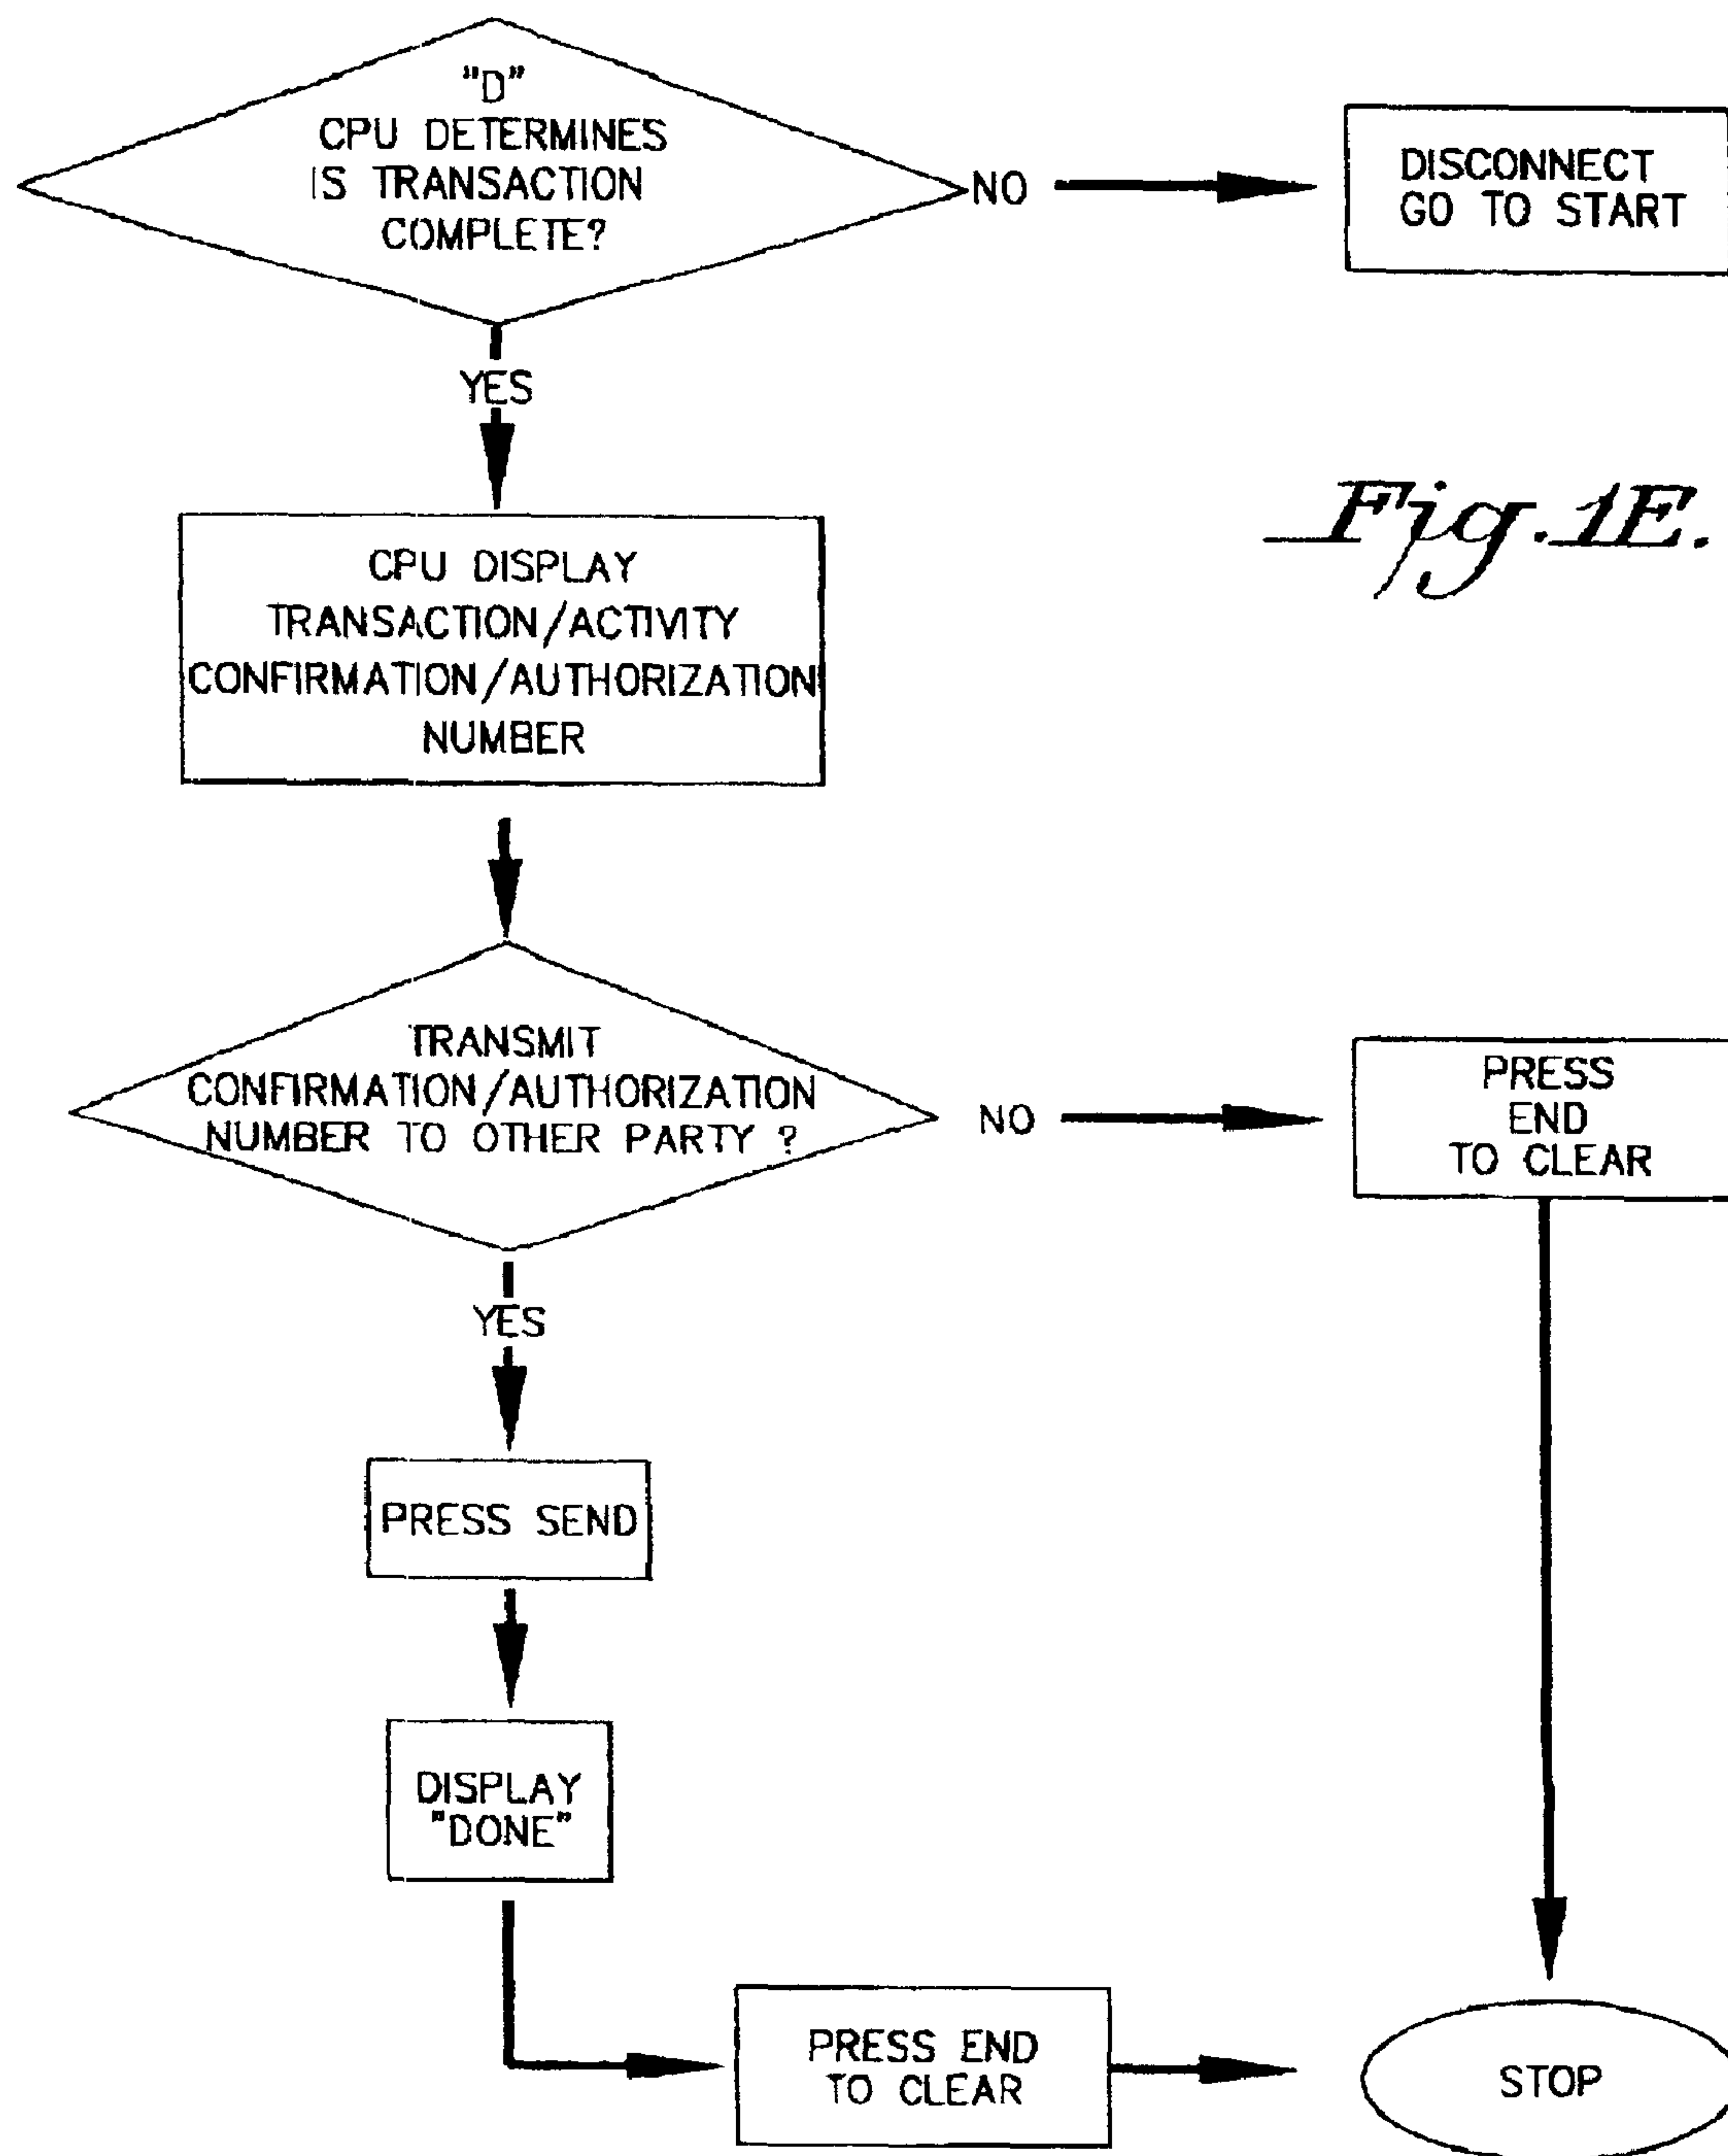 "D"
CPU DETERMINES
IS TRANSACTION
COMPLETE?
NO
DISCONNECT
GO TO START
YES
Fig. 1E.
CPU DISPLAY
TRANSACTION/ACTIVITY
CONFIRMATION/AUTHORIZATION
NUMBER
TRANSMIT
CONFIRMATION/AUTHORIZATION
NUMBER TO OTHER PARTY ?
NO
PRESS
END
TO CLEAR
YES
PRESS SEND
DISPLAY
"DONE"
PRESS END
TO CLEAR
STOP